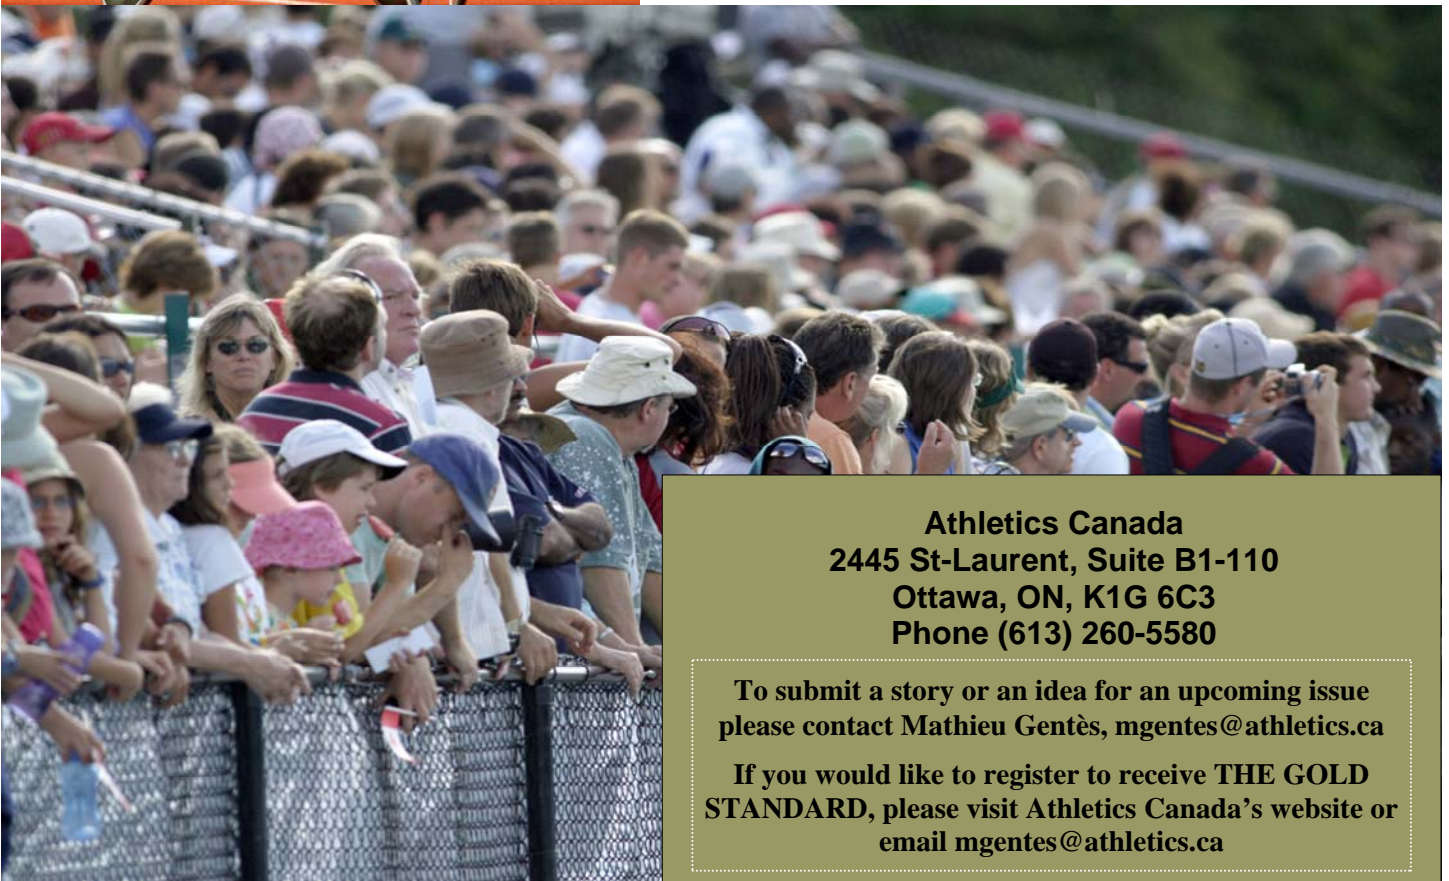 Athletics Canada
2445 St-Laurent, Suite B1-110
Ottawa, ON, K1G 6C3
Phone (613) 260-5580
To submit a story or an idea for an upcoming issue
please contact Mathieu Gentès, mgentes@athletics.ca
If you would like to register to receive THE GOLD
STANDARD, please visit Athletics Canada’s website or
email mgentes@athletics.ca